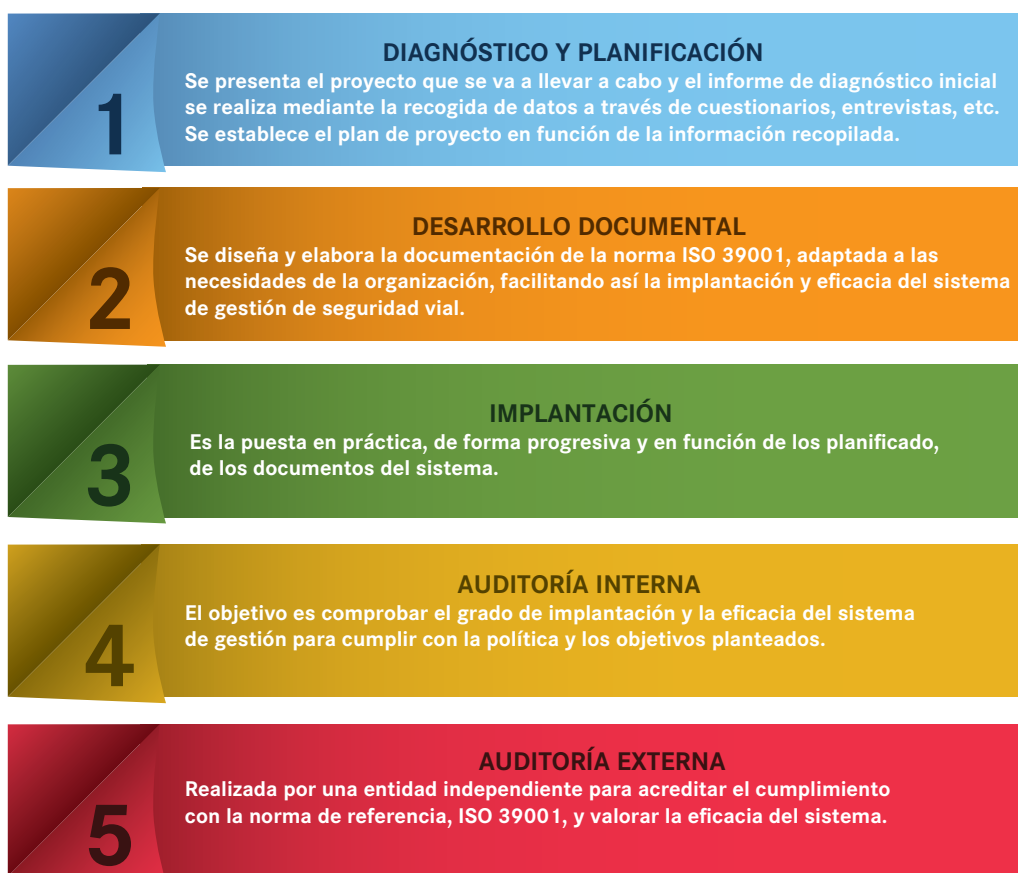 1
DIAGNÓSTICO Y PLANIFICACIÓN
Se presenta el proyecto que se va a llevar a cabo y el informe de diagnóstico inicial
se realiza mediante la recogida de datos a través de cuestionarios, entrevistas, etc.
Se establece el plan de proyecto en función de la información recopilada.
2
DESARROLLO DOCUMENTAL
Se diseña y elabora la documentación de la norma ISO 39001, adaptada a las
necesidades de la organización, facilitando así la implantación y eficacia del sistema
de gestión de seguridad vial.
3
IMPLANTACIÓN
Es la puesta en práctica, de forma progresiva y en función de los planificado,
de los documentos del sistema.
4
AUDITORÍA INTERNA
El objetivo es comprobar el grado de implantación y la eficacia del sistema
de gestión para cumplir con la política y los objetivos planteados.
5
AUDITORÍA EXTERNA
Realizada por una entidad independiente para acreditar el cumplimiento
con la norma de referencia, ISO 39001, y valorar la eficacia del sistema.